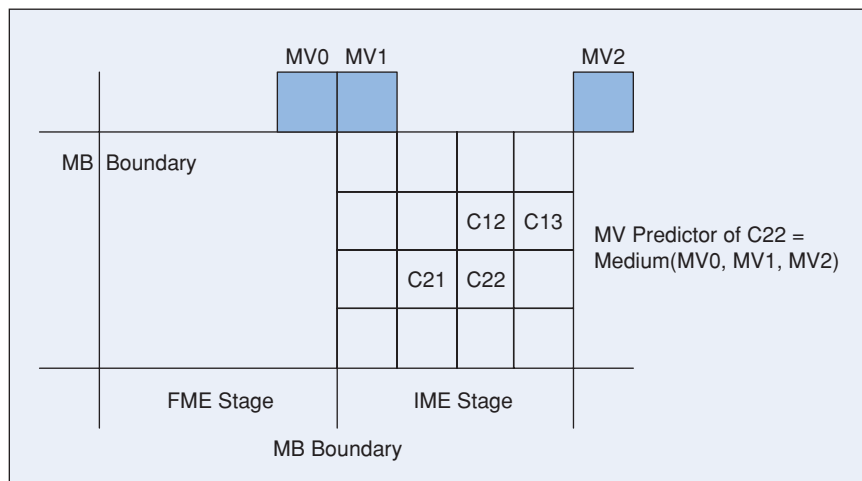 MV0 MV1 MV2
MB Boundary
C12 C13
MV Predictor of C22 =
Medium(MV0, MV1, MV2)
C21 C22
FME Stage IME Stage
MB Boundary